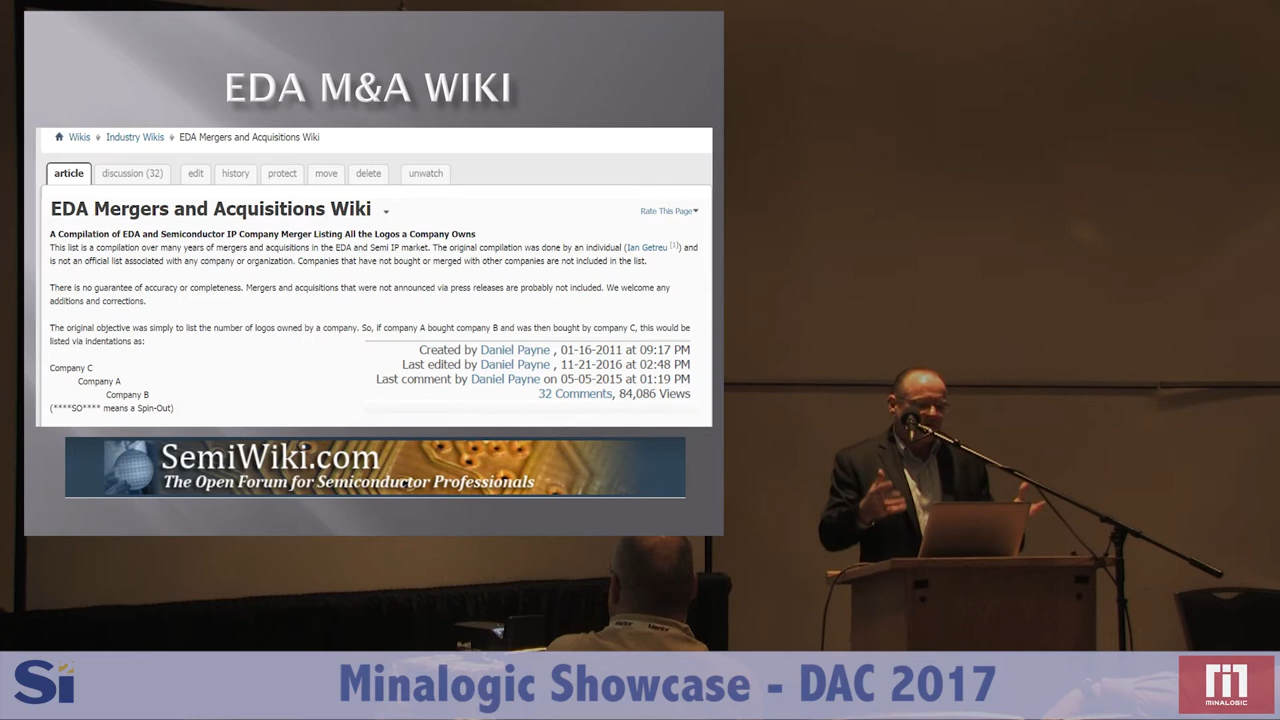 EDA M&A WIKI
Wikis Industry Wikis EDA Mergers and Acquisitions Wiki
article discussion (32) edit history protect move delete unwatch
EDA Mergers and Acquisitions Wiki
Rate This Page
A Compilation of EDA and Semiconductor IP Company Merger Listing All the Logos a Company Owns
This list is a compilation over many years of mergers and acquisitions in the EDA and Semi IP market. The original compilation was done by an individual (Ian Getreu [1]) and
is not an official list associated with any company or organization. Companies that have not bought or merged with other companies are not included in the list.
There is no guarantee of accuracy or completeness. Mergers and acquisitions that were not announced via press releases are probably not included. We welcome any
additions and corrections.
The original objective was simply to list the number of logos owned by a company. So, if company A bought company B and was then bought by company C, this would be
listed via indentations as:
Company C
Company A
Company B
(****SO**** means a Spin-Out)
Created by Daniel Payne , 01-16-2011 at 09:17 PM
Last edited by Daniel Payne , 11-21-2016 at 02:48 PM
Last comment by Daniel Payne on 05-05-2015 at 01:19 PM
32 Comments, 84,086 Views
SemiWiki.com
The Open Forum for Semiconductor Professionals
Si
Minalogic Showcase - DAC 2017
MINALOGIC